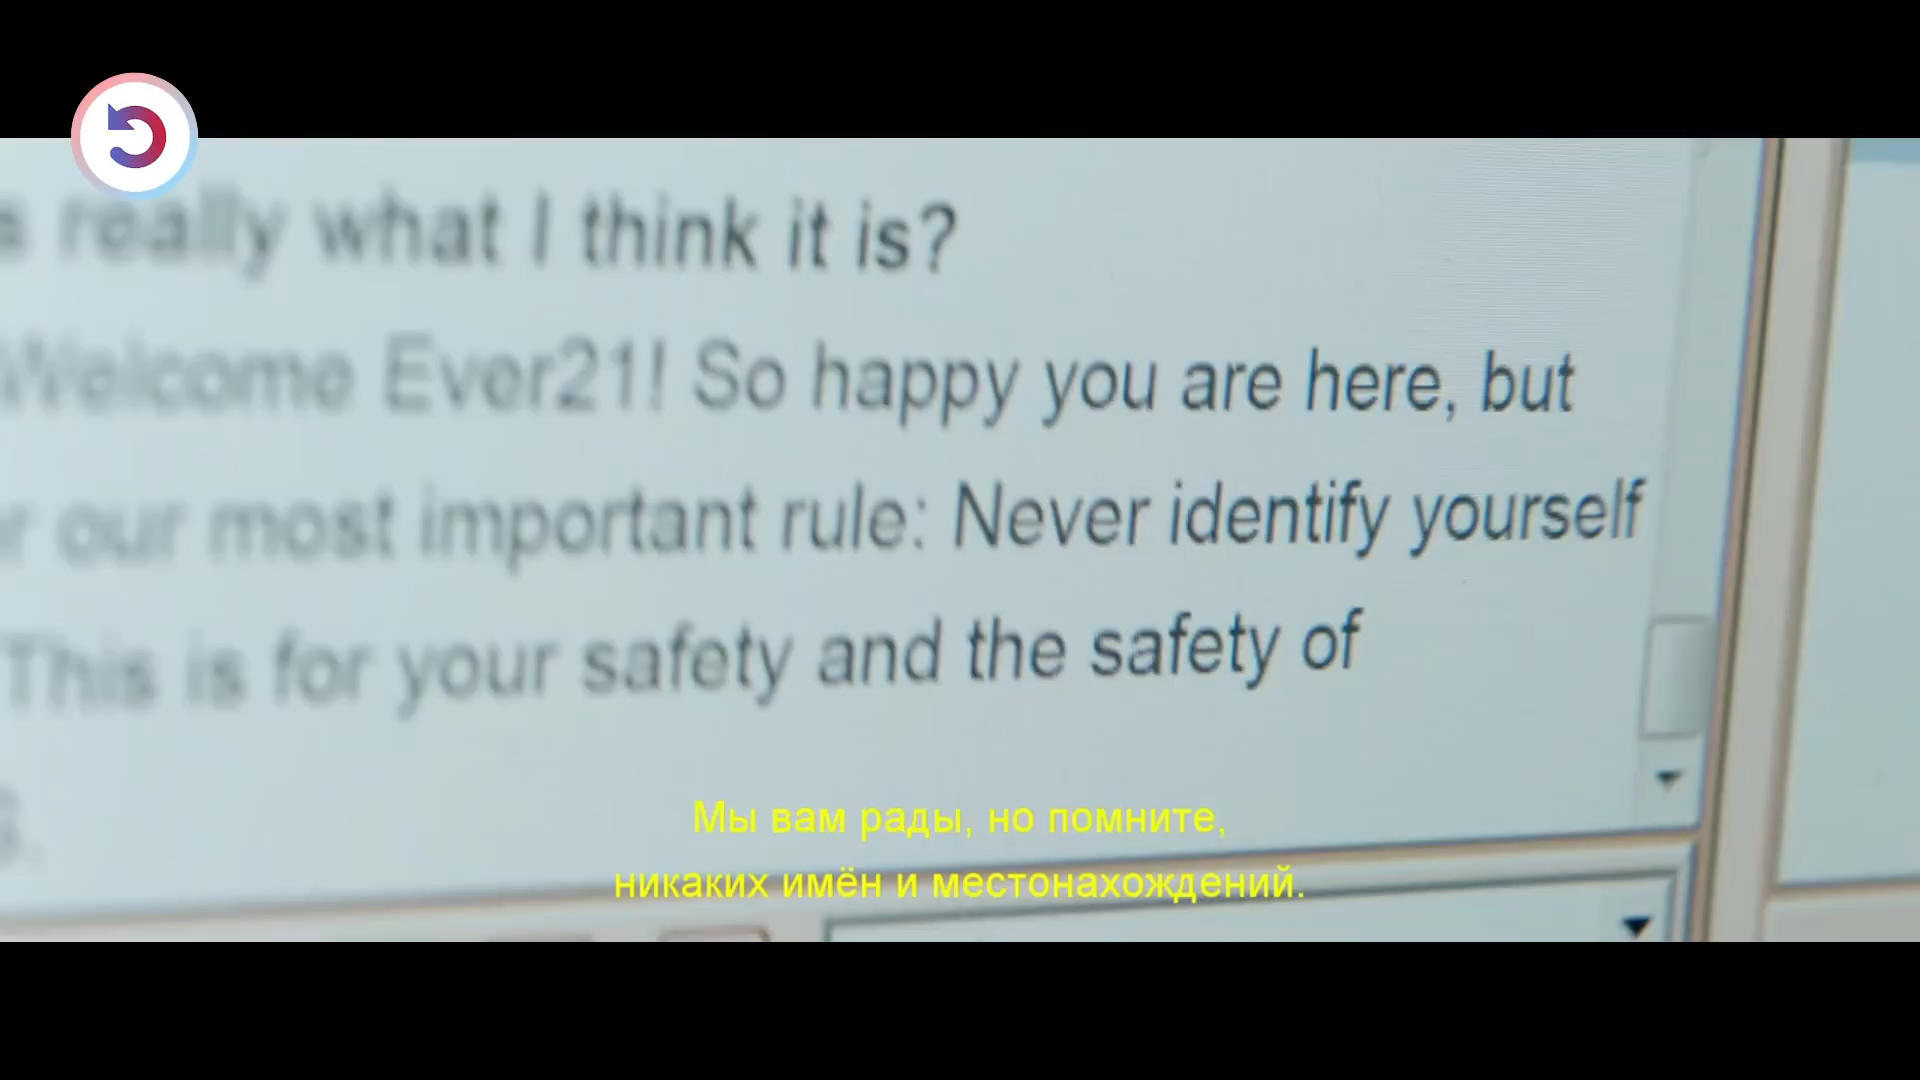 really what I think it is?
Welcome Ever21! So happy you are here, but
our most important rule: Never identify yourself
This is for your safety and the safety of
Мы вам рады, но помните,
никаких имён и местонахождений.